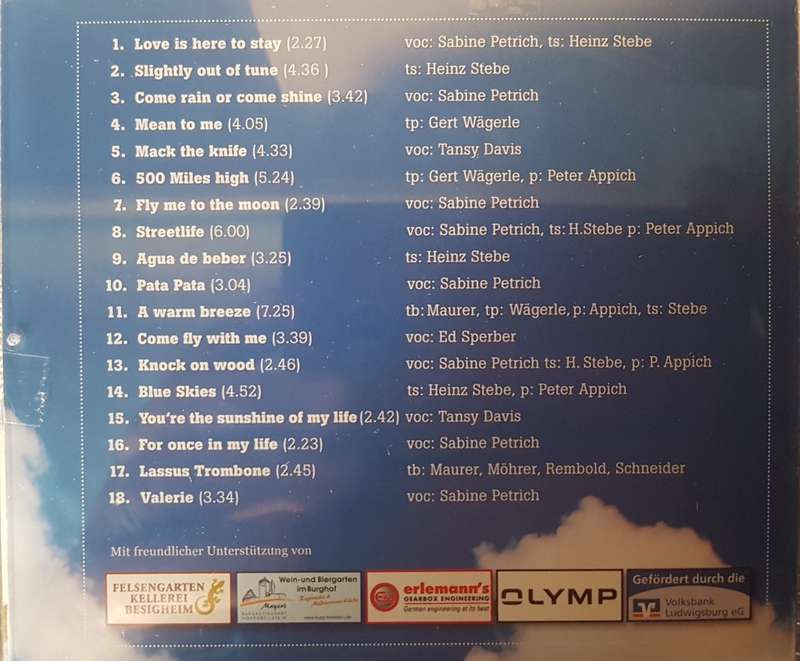 1. Love is here to stay (2.27) voc: Sabine Petrich, ts: Heinz Stebe
2. Slightly out of tune (4.36 ) ts: Heinz Stebe
3. Come rain or come shine (3.42) voc: Sabine Petrich
4. Mean to me (4.05) tp: Gert Wägerle
5. Mack the knife (4.33) voc: Tansy Davis
6. 500 Miles high (5.24) tp: Gert Wägerle, p: Peter Appich
7. Fly me to the moon (2.39) voc: Sabine Petrich
8. Streetlife (6.00) voc: Sabine Petrich, ts: H.Stebe p: Peter Appich
9. Agua de beber (3.25) ts: Heinz Stebe
10. Pata Pata (3.04) voc: Sabine Petrich
11. A warm breeze (7.25) tb: Maurer, tp: Wägerle, p: Appich, ts: Stebe
12. Come fly with me (3.39) voc: Ed Sperber
13. Knock on wood (2.46) voc: Sabine Petrich ts: H. Stebe, p: P. Appich
14. Blue Skies (4.52) ts: Heinz Stebe, p: Peter Appich
15. You're the sunshine of my life (2.42) voc: Tansy Davis
16. For once in my life (2.23) voc: Sabine Petrich
17. Lassus Trombone (2.45) tb: Maurer, Möhrer, Rembold, Schneider
18. Valerie (3.34) voc: Sabine Petrich
Mit freundlicher Unterstützung von
FELSENGARTEN
KELLEREI
BESIGHEIM
Wein-und Biergarten
im Burghof
erlemann's
GEARBOX ENGINEERING
German engineering at its best
OLYMP
Gefördert durch die
Volksbank
Ludwigsburg eG